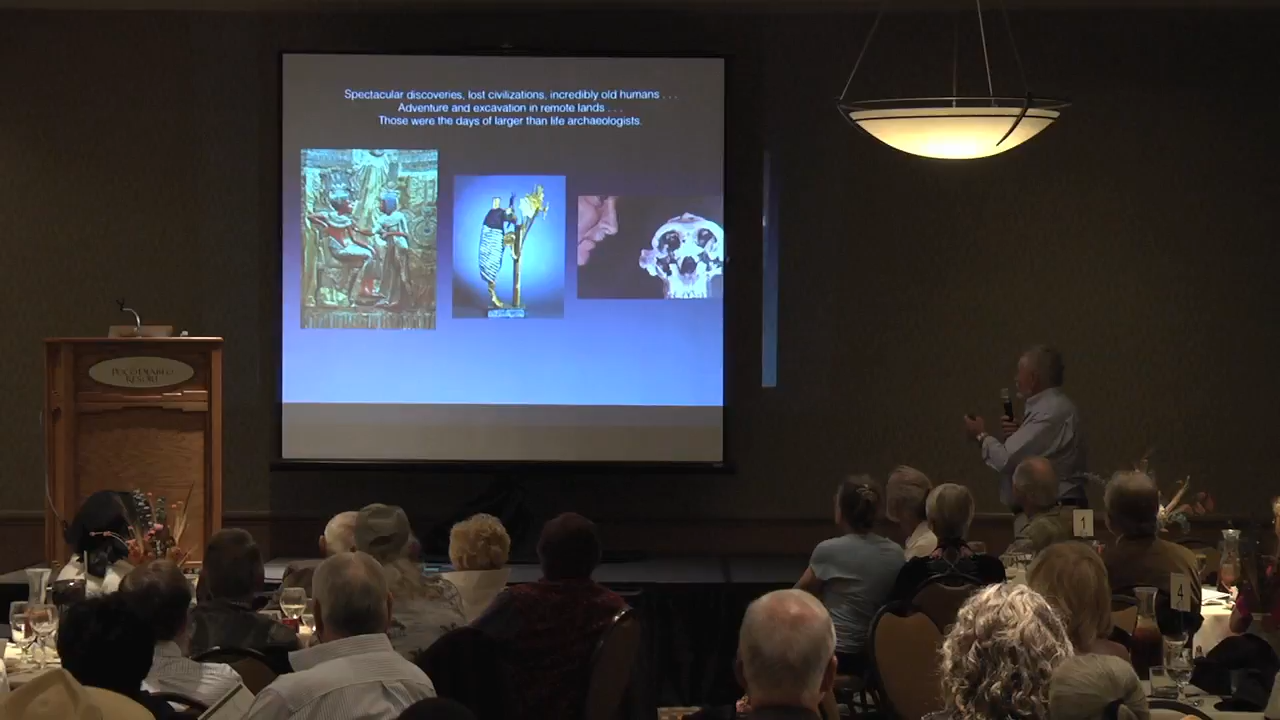 Spectacular discoveries, lost civilizations, incredibly old humans . . .
Adventure and excavation in remote lands . . .
Those were the days of larger than life archaeologists.
RESORT
1
4